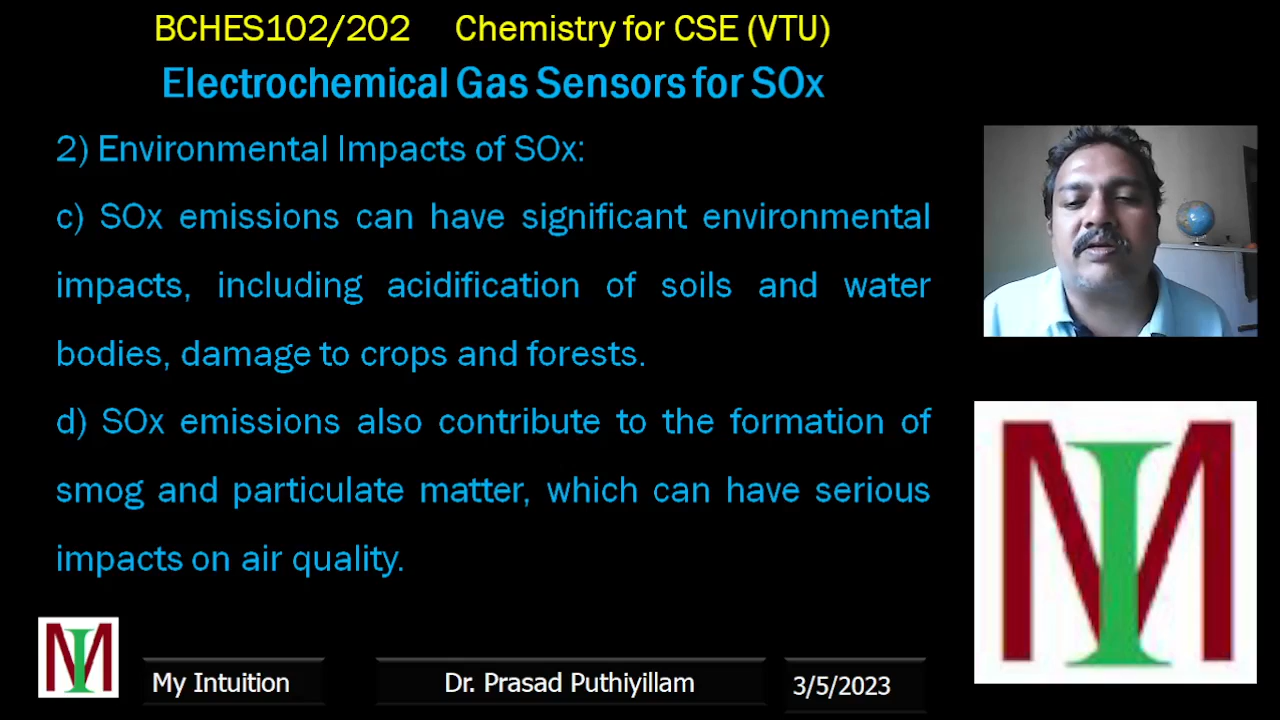 BCHES102/202 Chemistry for CSE (VTU)
Electrochemical Gas Sensors for SOx
2) Environmental Impacts of SOx:
c) SOx emissions can have significant environmental
impacts, including acidification of soils and water
bodies, damage to crops and forests.
d) SOx emissions also contribute to the formation of
smog and particulate matter, which can have serious
impacts on air quality.
MI
MI
My Intuition
Dr. Prasad Puthiyillam
3/5/2023